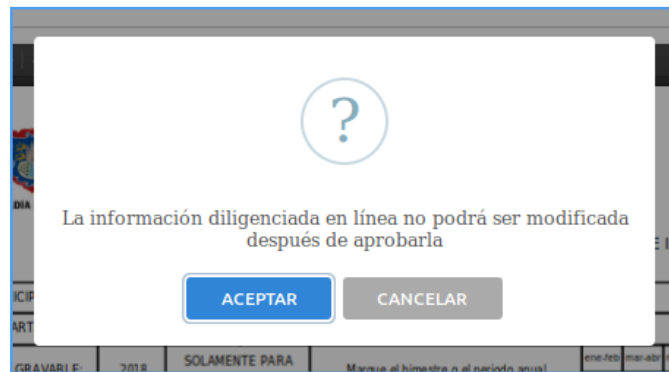 ?
La información diligenciada en línea no podrá ser modificada
después de aprobarla
ACEPTAR
CANCELAR
SOLAMENTE PARA
ene-feb
mar-abr
GRAVABLE:
2018
Marque el bimestre o el periodo anual